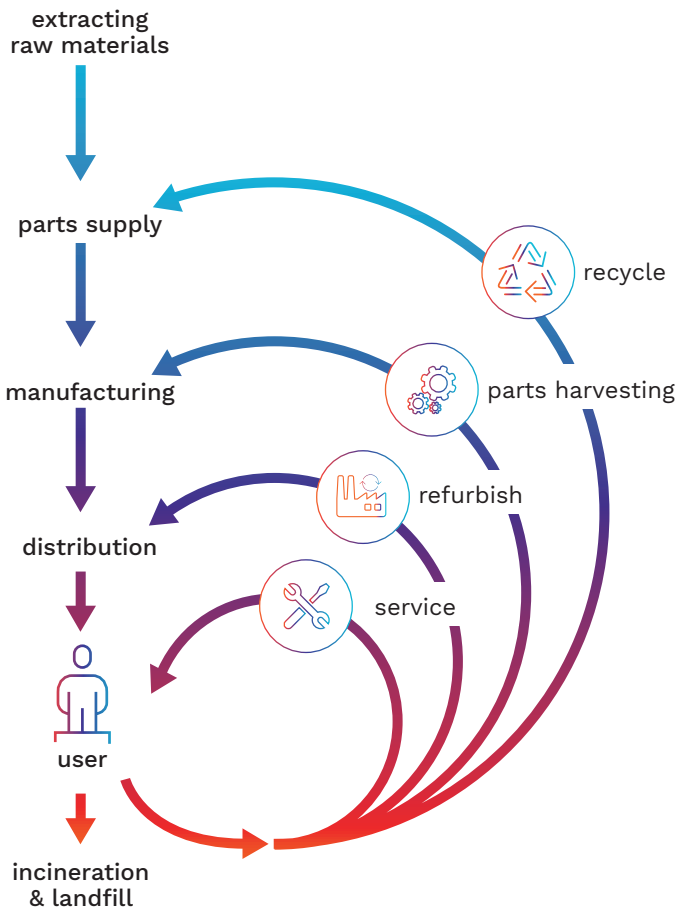 extracting
raw materials
parts supply
recycle
manufacturing
parts harvesting
refurbish
distribution
service
user
incineration
& landfill